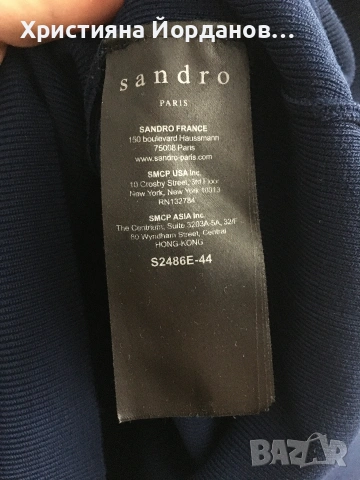 Християна Йорданов...
sandro
PARIS
SANDRO FRANCE
150 boulevard Haussmann
75008 Paris
www.sandro-paris.com
SMCP USA Inc.
10 Crosby Street, 3rd Floor
New York, New York 10013
RN132784
SMCP ASIA Inc.
The Centrium, Suite 3203A-5A, 32/F
60 Wyndham Street, Central
HONG-KONG
S2486E-44
bazar